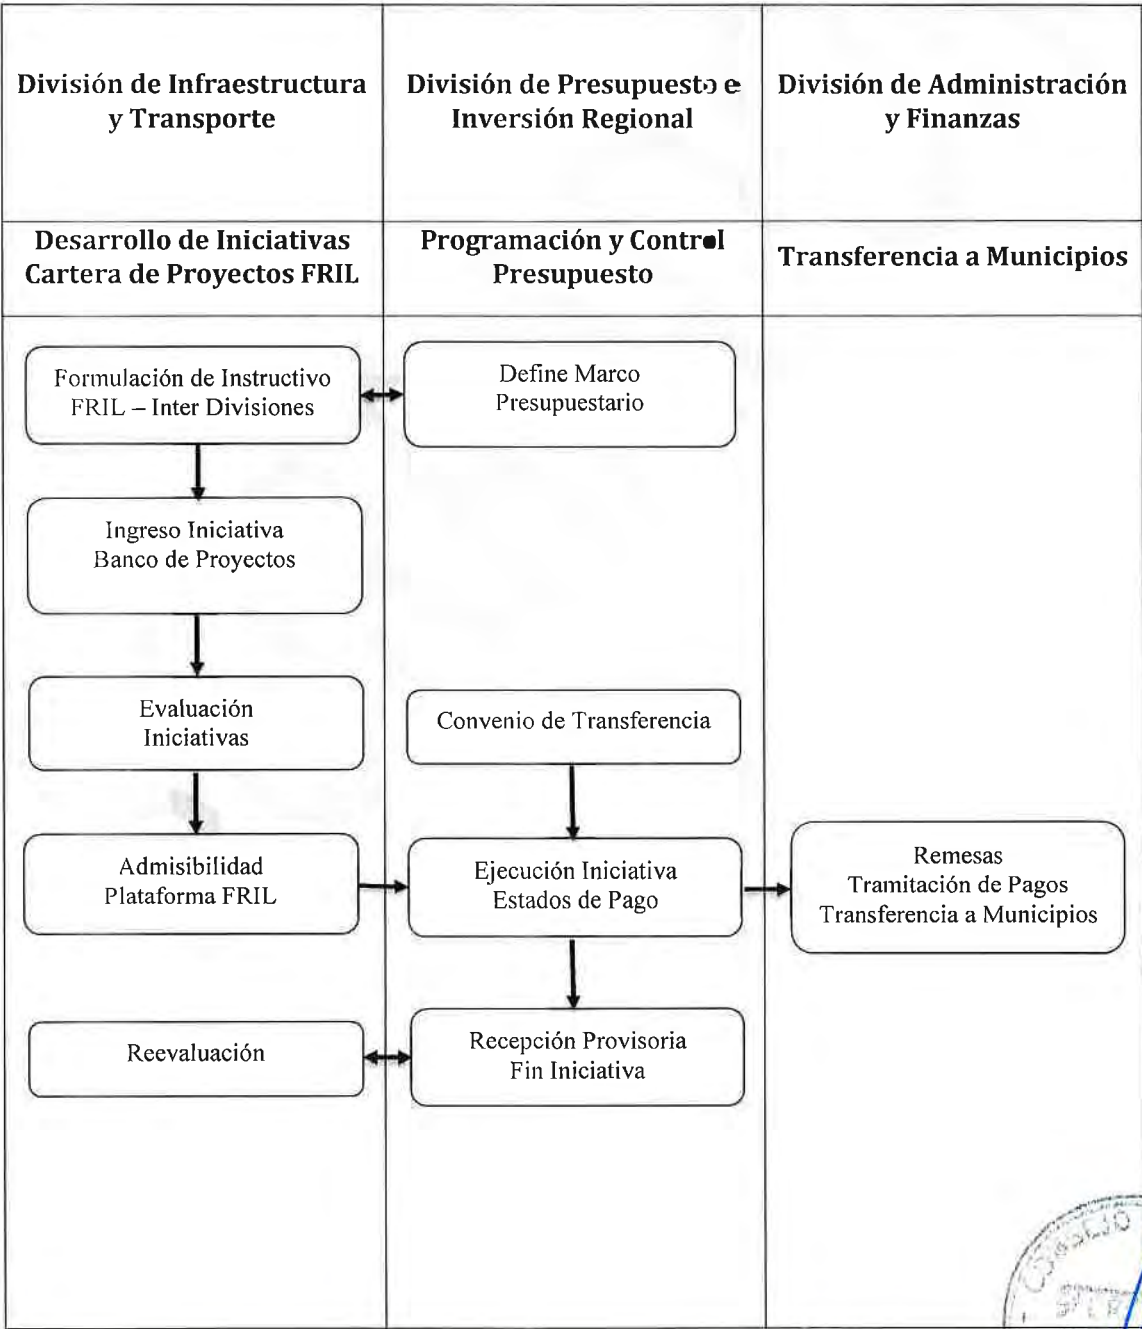 División de Infraestructura
y Transporte
División de Presupuesto e
Inversión Regional
División de Administración
y Finanzas
Desarrollo de Iniciativas
Cartera de Proyectos FRIL
Programación y Control
Presupuesto
Transferencia a Municipios
Formulación de Instructivo
FRIL – Inter Divisiones
Define Marco
Presupuestario
Ingreso Iniciativa
Banco de Proyectos
Evaluación
Iniciativas
Convenio de Transferencia
Admisibilidad
Plataforma FRIL
Ejecución Iniciativa
Estados de Pago
Remesas
Tramitación de Pagos
Transferencia a Municipios
Reevaluación
Recepción Provisoria
Fin Iniciativa